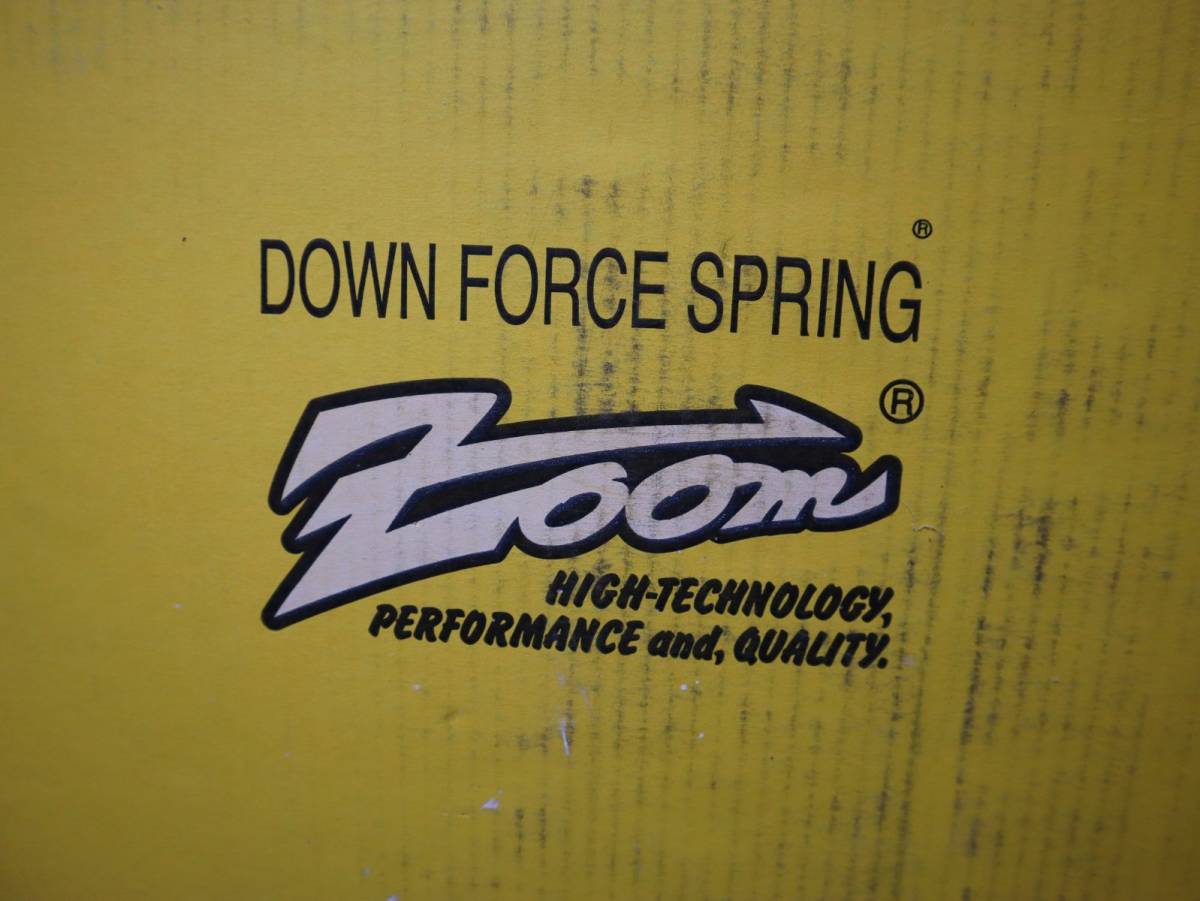 DOWN FORCE SPRING®
Zoom®
HIGH-TECHNOLOGY,
PERFORMANCE and, QUALITY.